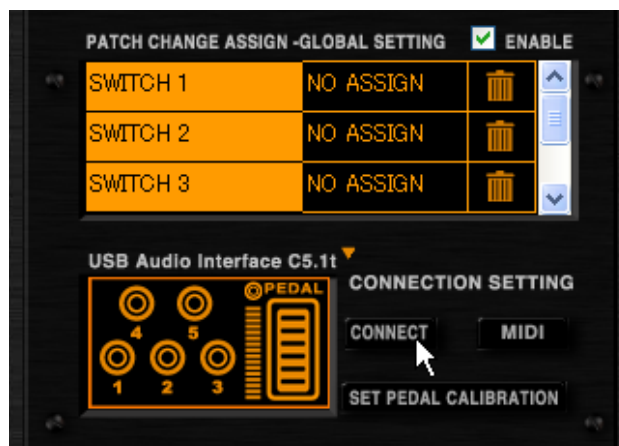 PATCH CHANGE ASSIGN -GLOBAL SETTING ENABLE
SWITCH 1 NO ASSIGN
SWITCH 2 NO ASSIGN
SWITCH 3 NO ASSIGN
USB Audio Interface C5.1t
PEDAL
CONNECTION SETTING
4 5
CONNECT MIDI
1 2 3
SET PEDAL CALIBRATION